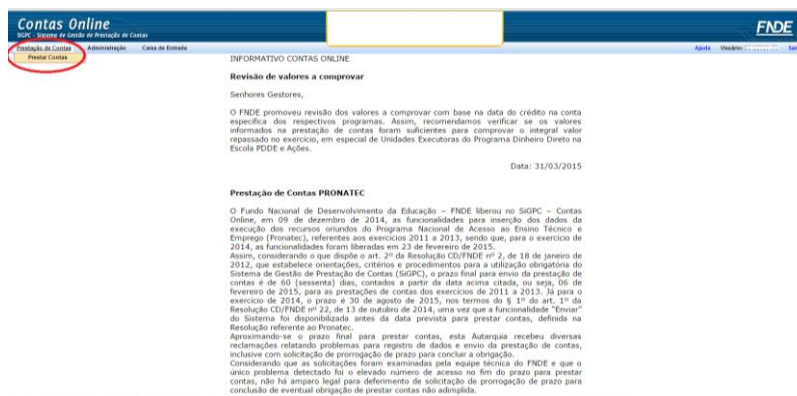 Contas Online
SiGPC - Sistema de Gestão de Prestação de Contas
FNDE
Prestação de Contas Administração Caixa de Entrada
Ajuda Usuário:
Prestar Contas
INFORMATIVO CONTAS ONLINE
Revisão de valores a comprovar
Senhores Gestores,
O FNDE promoveu revisão dos valores a comprovar com base na data do crédito na conta
específica dos respectivos programas. Assim, recomendamos verificar se os valores
informados na prestação de contas foram suficientes para comprovar o integral valor
repassado no exercício, em especial de Unidades Executoras do Programa Dinheiro Direto na
Escola PDDE e Ações.
Data: 31/03/2015
Prestação de Contas PRONATEC
O Fundo Nacional de Desenvolvimento da Educação – FNDE liberou no SiGPC – Contas
Online, em 09 de dezembro de 2014, as funcionalidades para inserção dos dados da
execução dos recursos oriundos do Programa Nacional de Acesso ao Ensino Técnico e
Emprego (Pronatec), referentes aos exercícios 2011 a 2013, sendo que, para o exercício de
2014, as funcionalidades foram liberadas em 23 de fevereiro de 2015.
Assim, considerando o que dispõe o art. 2º da Resolução CD/FNDE nº 2, de 18 de janeiro de
2012, que estabelece orientações, critérios e procedimentos para a utilização obrigatória do
Sistema de Gestão de Prestação de Contas (SiGPC), o prazo final para envio da prestação de
contas é de 60 (sessenta) dias, contados a partir da data acima citada, ou seja, 06 de
fevereiro de 2015, para as prestações de contas dos exercícios de 2011 a 2013. Já para o
exercício de 2014, o prazo é 30 de agosto de 2015, nos termos do § 1º do art. 1º da
Resolução CD/FNDE nº 22, de 13 de outubro de 2014, uma vez que a funcionalidade "Enviar"
do Sistema foi disponibilizada antes da data prevista para prestar contas, definida na
Resolução referente ao Pronatec.
Aproximando-se o prazo final para prestar contas, esta Autarquia recebeu diversas
reclamações relatando problemas para registro de dados e envio da prestação de contas,
inclusive com solicitação de prorrogação de prazo para concluir a obrigação.
Considerando que as solicitações foram examinadas pela equipe técnica do FNDE e que o
único problema detectado foi o elevado número de acesso no fim do prazo para prestar
contas, não há amparo legal para deferimento de solicitação de prorrogação de prazo para
conclusão de eventual obrigação de prestar contas não adimplida.